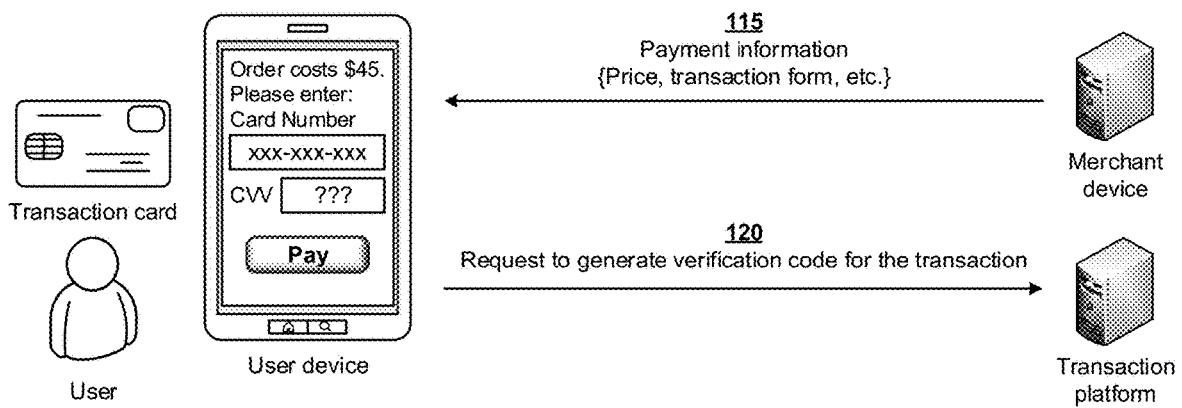 115
Payment information
{Price, transaction form, etc.}
Order costs $45.
Please enter:
Card Number
xxx-xxx-xxx
CVV ???
Pay
Transaction card
User
User device
Merchant
device
120
Request to generate verification code for the transaction
Transaction
platform